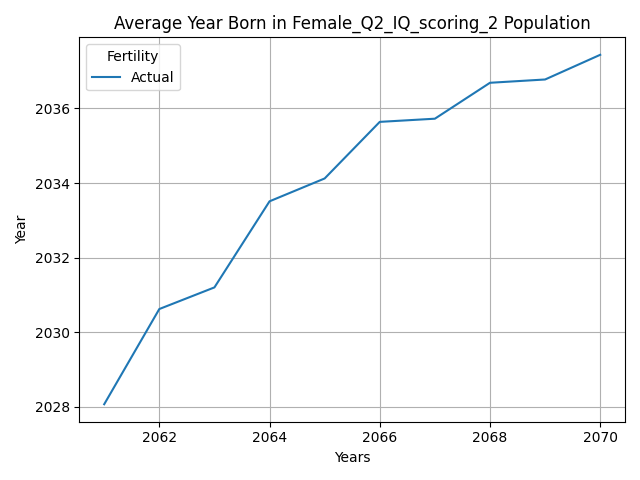 Average Year Born in Female_Q2_IQ_scoring_2 Population
Fertility
Actual
2036
2034
2032
2030
2028
Year
2062 2064 2066 2068 2070
Years